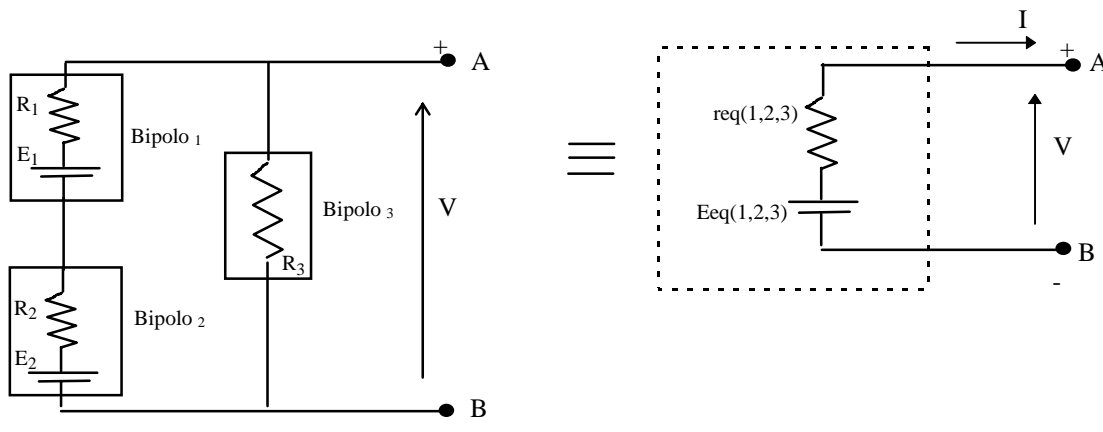 +
A
R1
Bipolo 1
E1
V
Bipolo 3
R3
R2
Bipolo 2
E2
B
I
+
A
req(1,2,3)
V
Eeq(1,2,3)
B
-